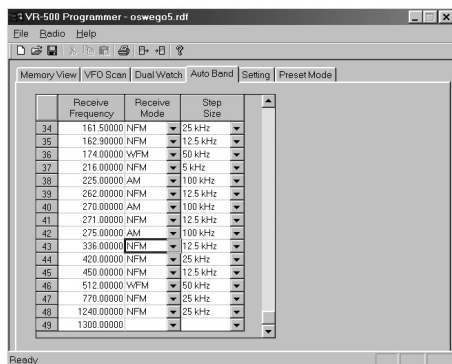 VR-500 Programmer - oswego5.rdf
File Radio Help
Memory View VFO Scan Dual Watch Auto Band Setting Preset Mode
Receive Frequency Receive Mode Step Size
34 161.50000 NFM 25 kHz
35 162.90000 NFM 12.5 kHz
36 174.00000 WFM 50 kHz
37 216.00000 NFM 5 kHz
38 225.00000 AM 100 kHz
39 262.00000 NFM 12.5 kHz
40 270.00000 AM 100 kHz
41 271.00000 NFM 12.5 kHz
42 275.00000 AM 100 kHz
43 336.00000 NFM 12.5 kHz
44 420.00000 NFM 25 kHz
45 450.00000 NFM 12.5 kHz
46 512.00000 WFM 50 kHz
47 770.00000 NFM 25 kHz
48 1240.00000 NFM 25 kHz
49 1300.00000
Ready